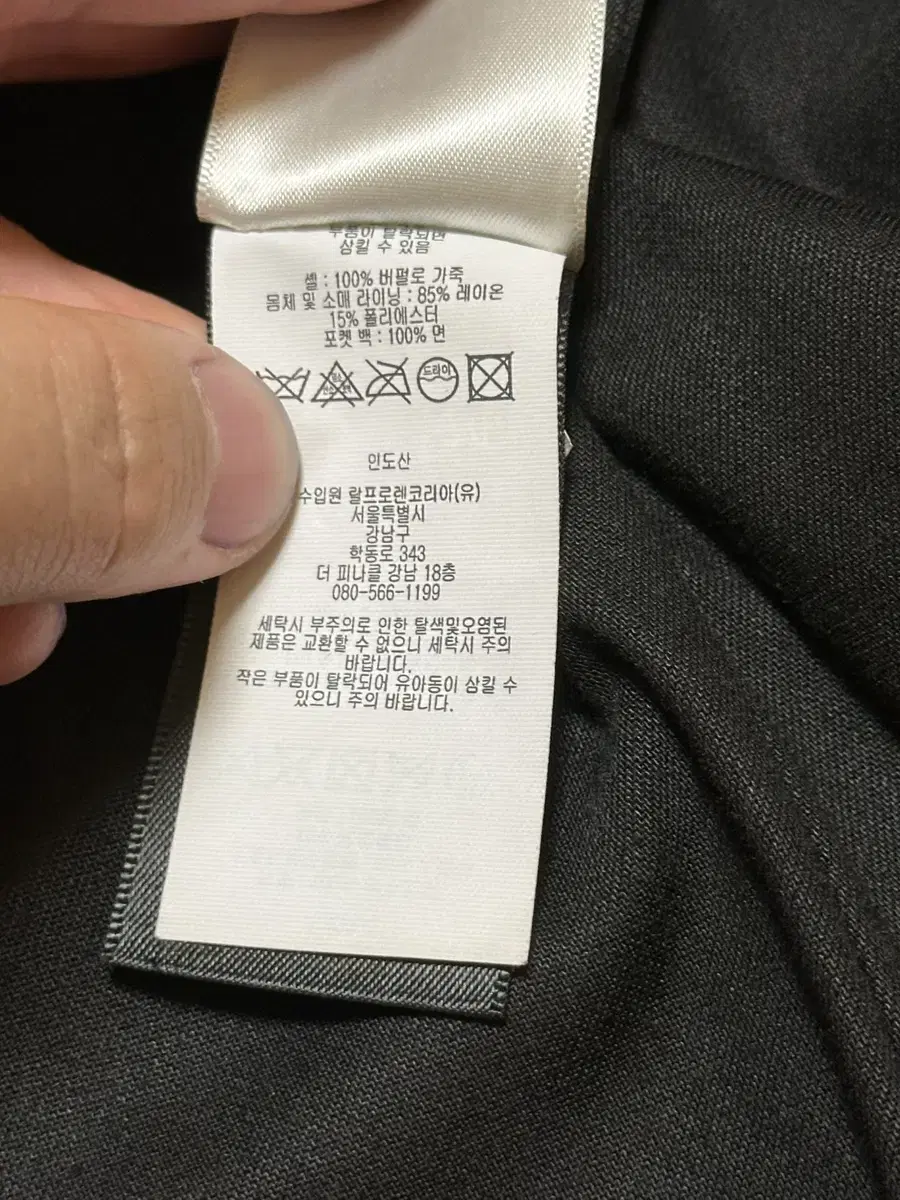 삼킬 수 있음
셸 : 100% 버펄로 가죽
몸체 및 소매 라이닝 : 85% 레이온
15% 폴리에스터
포켓 백 : 100% 면
드라이
인도산
수입원 랄프로렌코리아(유)
서울특별시
강남구
학동로 343
더 피나클 강남 18층
080-566-1199
세탁시 부주의로 인한 탈색및오염된
제품은 교환할 수 없으니 세탁시 주의
바랍니다.
작은 부품이 탈락되어 유아동이 삼킬 수
있으니 주의 바랍니다.